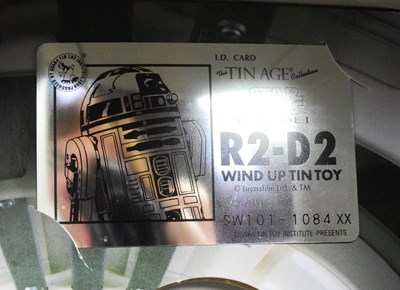 I.D. CARD
The TIN AGE Collection
STAR
R2-D2
WIND UP TIN TOY
© Lucasfilm Ltd. & TM.
SW101-1084 XX
OSAKA TIN TOY INSTITUTE PRESENTS